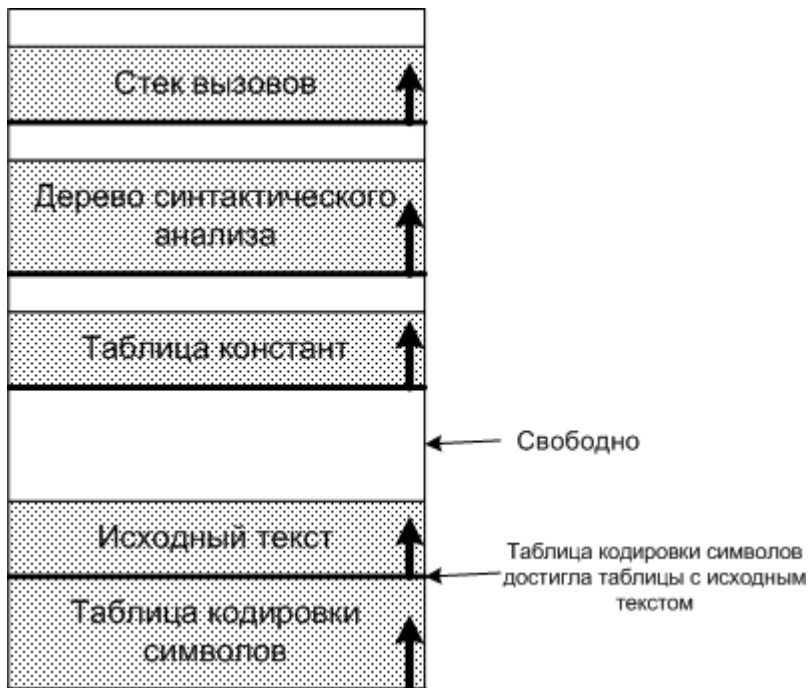 Стек вызовов
Дерево синтактического
анализа
Таблица констант
Свободно
Исходный текст
Таблица кодировки символов
достигла таблицы с исходным
текстом
Таблица кодировки
символов